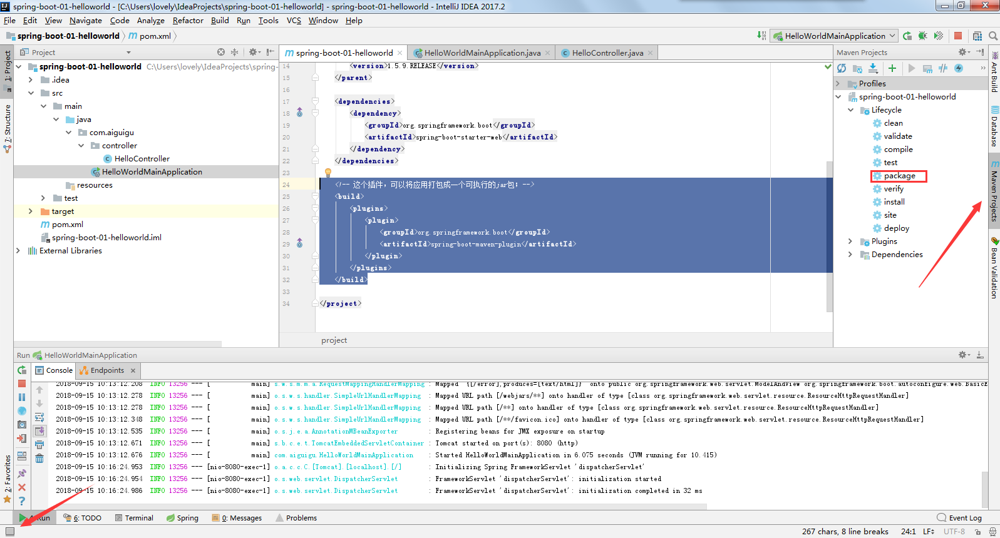 spring-boot-01-helloworld - [C:\Users\lovely\IdeaProjects\spring-boot-01-helloworld] - spring-boot-01-helloworld - IntelliJ IDEA 2017.2
File Edit View Navigate Code Analyze Refactor Build Run Tools VCS Window Help
spring-boot-01-helloworld pom.xml
HelloWorldMainApplication
Project
spring-boot-01-helloworld HelloWorldMainApplication.java HelloController.java
Maven Projects
1: Project
7: Structure
2: Favorites
spring-boot-01-helloworld C:\Users\lovely\IdeaProjects\spring-
.idea
src
main
java
com.aiguigu
controller
HelloController
HelloWorldMainApplication
resources
test
target
pom.xml
spring-boot-01-helloworld.iml
External Libraries
14 <version>1.5.9.RELEASE</version>
15 </parent>
16
17 <dependencies>
18 <dependency>
19 <groupId>org.springframework.boot</groupId>
20 <artifactId>spring-boot-starter-web</artifactId>
21 </dependency>
22 </dependencies>
23
24 <!-- 这个插件，可以将应用打包成一个可执行的jar包；-->
25 <build>
26 <plugins>
27 <plugin>
28 <groupId>org.springframework.boot</groupId>
29 <artifactId>spring-boot-maven-plugin</artifactId>
30 </plugin>
31 </plugins>
32 </build>
33
34 </project>
project
Profiles
spring-boot-01-helloworld
Lifecycle
clean
validate
compile
test
package
verify
install
site
deploy
Plugins
Dependencies
Ant Build
Database
Maven Projects
Bean Validation
Run HelloWorldMainApplication
Console Endpoints
2018-09-15 10:13:12.208 INFO 13256 --- [ main] s.w.s.m.m.a.RequestMappingHandlerMapping : Mapped "{[/error],produces=[text/html]}" onto public org.springframework.web.servlet.ModelAndView org.springframework.boot.autoconfigure.web.BasicE
2018-09-15 10:13:12.278 INFO 13256 --- [ main] o.s.w.s.handler.SimpleUrlHandlerMapping : Mapped URL path [/webjars/**] onto handler of type [class org.springframework.web.servlet.resource.ResourceHttpRequestHandler]
2018-09-15 10:13:12.278 INFO 13256 --- [ main] o.s.w.s.handler.SimpleUrlHandlerMapping : Mapped URL path [/**] onto handler of type [class org.springframework.web.servlet.resource.ResourceHttpRequestHandler]
2018-09-15 10:13:12.348 INFO 13256 --- [ main] o.s.w.s.handler.SimpleUrlHandlerMapping : Mapped URL path [/**/favicon.ico] onto handler of type [class org.springframework.web.servlet.resource.ResourceHttpRequestHandler]
2018-09-15 10:13:12.535 INFO 13256 --- [ main] o.s.j.e.a.AnnotationMBeanExporter : Registering beans for JMX exposure on startup
2018-09-15 10:13:12.671 INFO 13256 --- [ main] s.b.c.e.t.TomcatEmbeddedServletContainer : Tomcat started on port(s): 8080 (http)
2018-09-15 10:13:12.676 INFO 13256 --- [ main] com.aiguigu.HelloWorldMainApplication : Started HelloWorldMainApplication in 6.075 seconds (JVM running for 10.415)
2018-09-15 10:16:24.953 INFO 13256 --- [nio-8080-exec-1] o.a.c.c.C.[Tomcat].[localhost].[/] : Initializing Spring FrameworkServlet 'dispatcherServlet'
2018-09-15 10:16:24.954 INFO 13256 --- [nio-8080-exec-1] o.s.web.servlet.DispatcherServlet : FrameworkServlet 'dispatcherServlet': initialization started
2018-09-15 10:16:24.986 INFO 13256 --- [nio-8080-exec-1] o.s.web.servlet.DispatcherServlet : FrameworkServlet 'dispatcherServlet': initialization completed in 32 ms
4: Run 6: TODO Terminal Spring 0: Messages Problems Event Log
267 chars, 8 line breaks 24:1 LF UTF-8